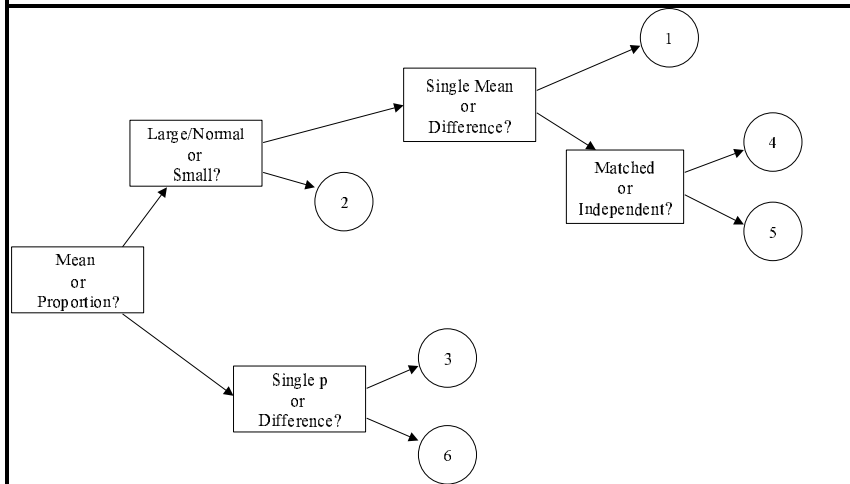 1
Single Mean
or
Difference?
Large/Normal
or
Small?
4
Matched
or
Independent?
2
5
Mean
or
Proportion?
3
Single p
or
Difference?
6